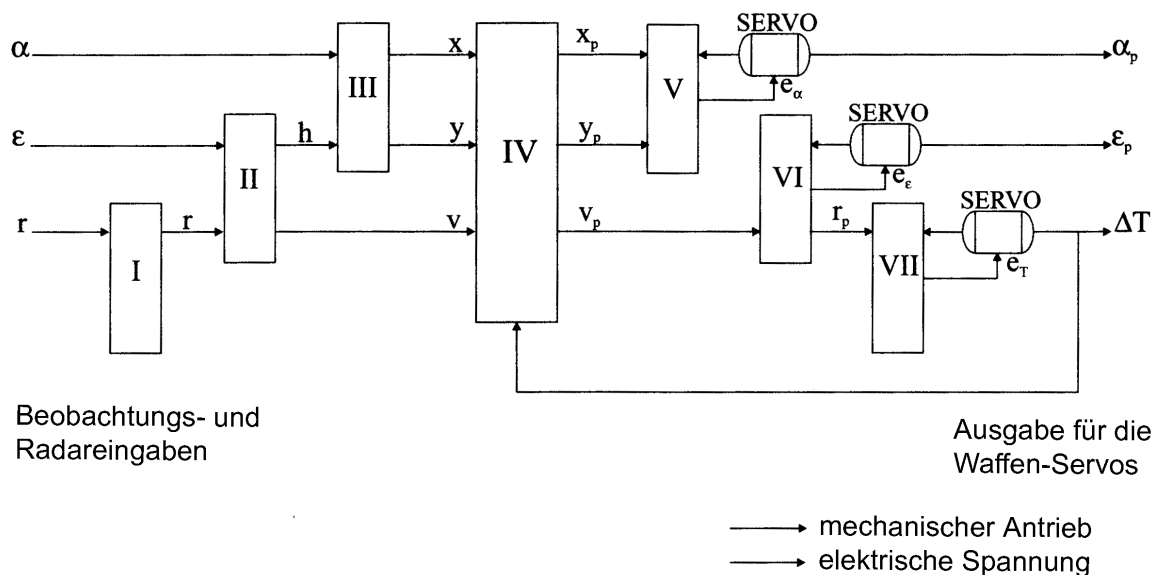 α x x_p SERVO α_p
III V e_α
ε h y IV y_p SERVO ε_p
II VI e_ε
r r v v_p r_p SERVO ΔT
I VII e_T
Beobachtungs- und
Radareingaben
Ausgabe für die
Waffen-Servos
mechanischer Antrieb
elektrische Spannung